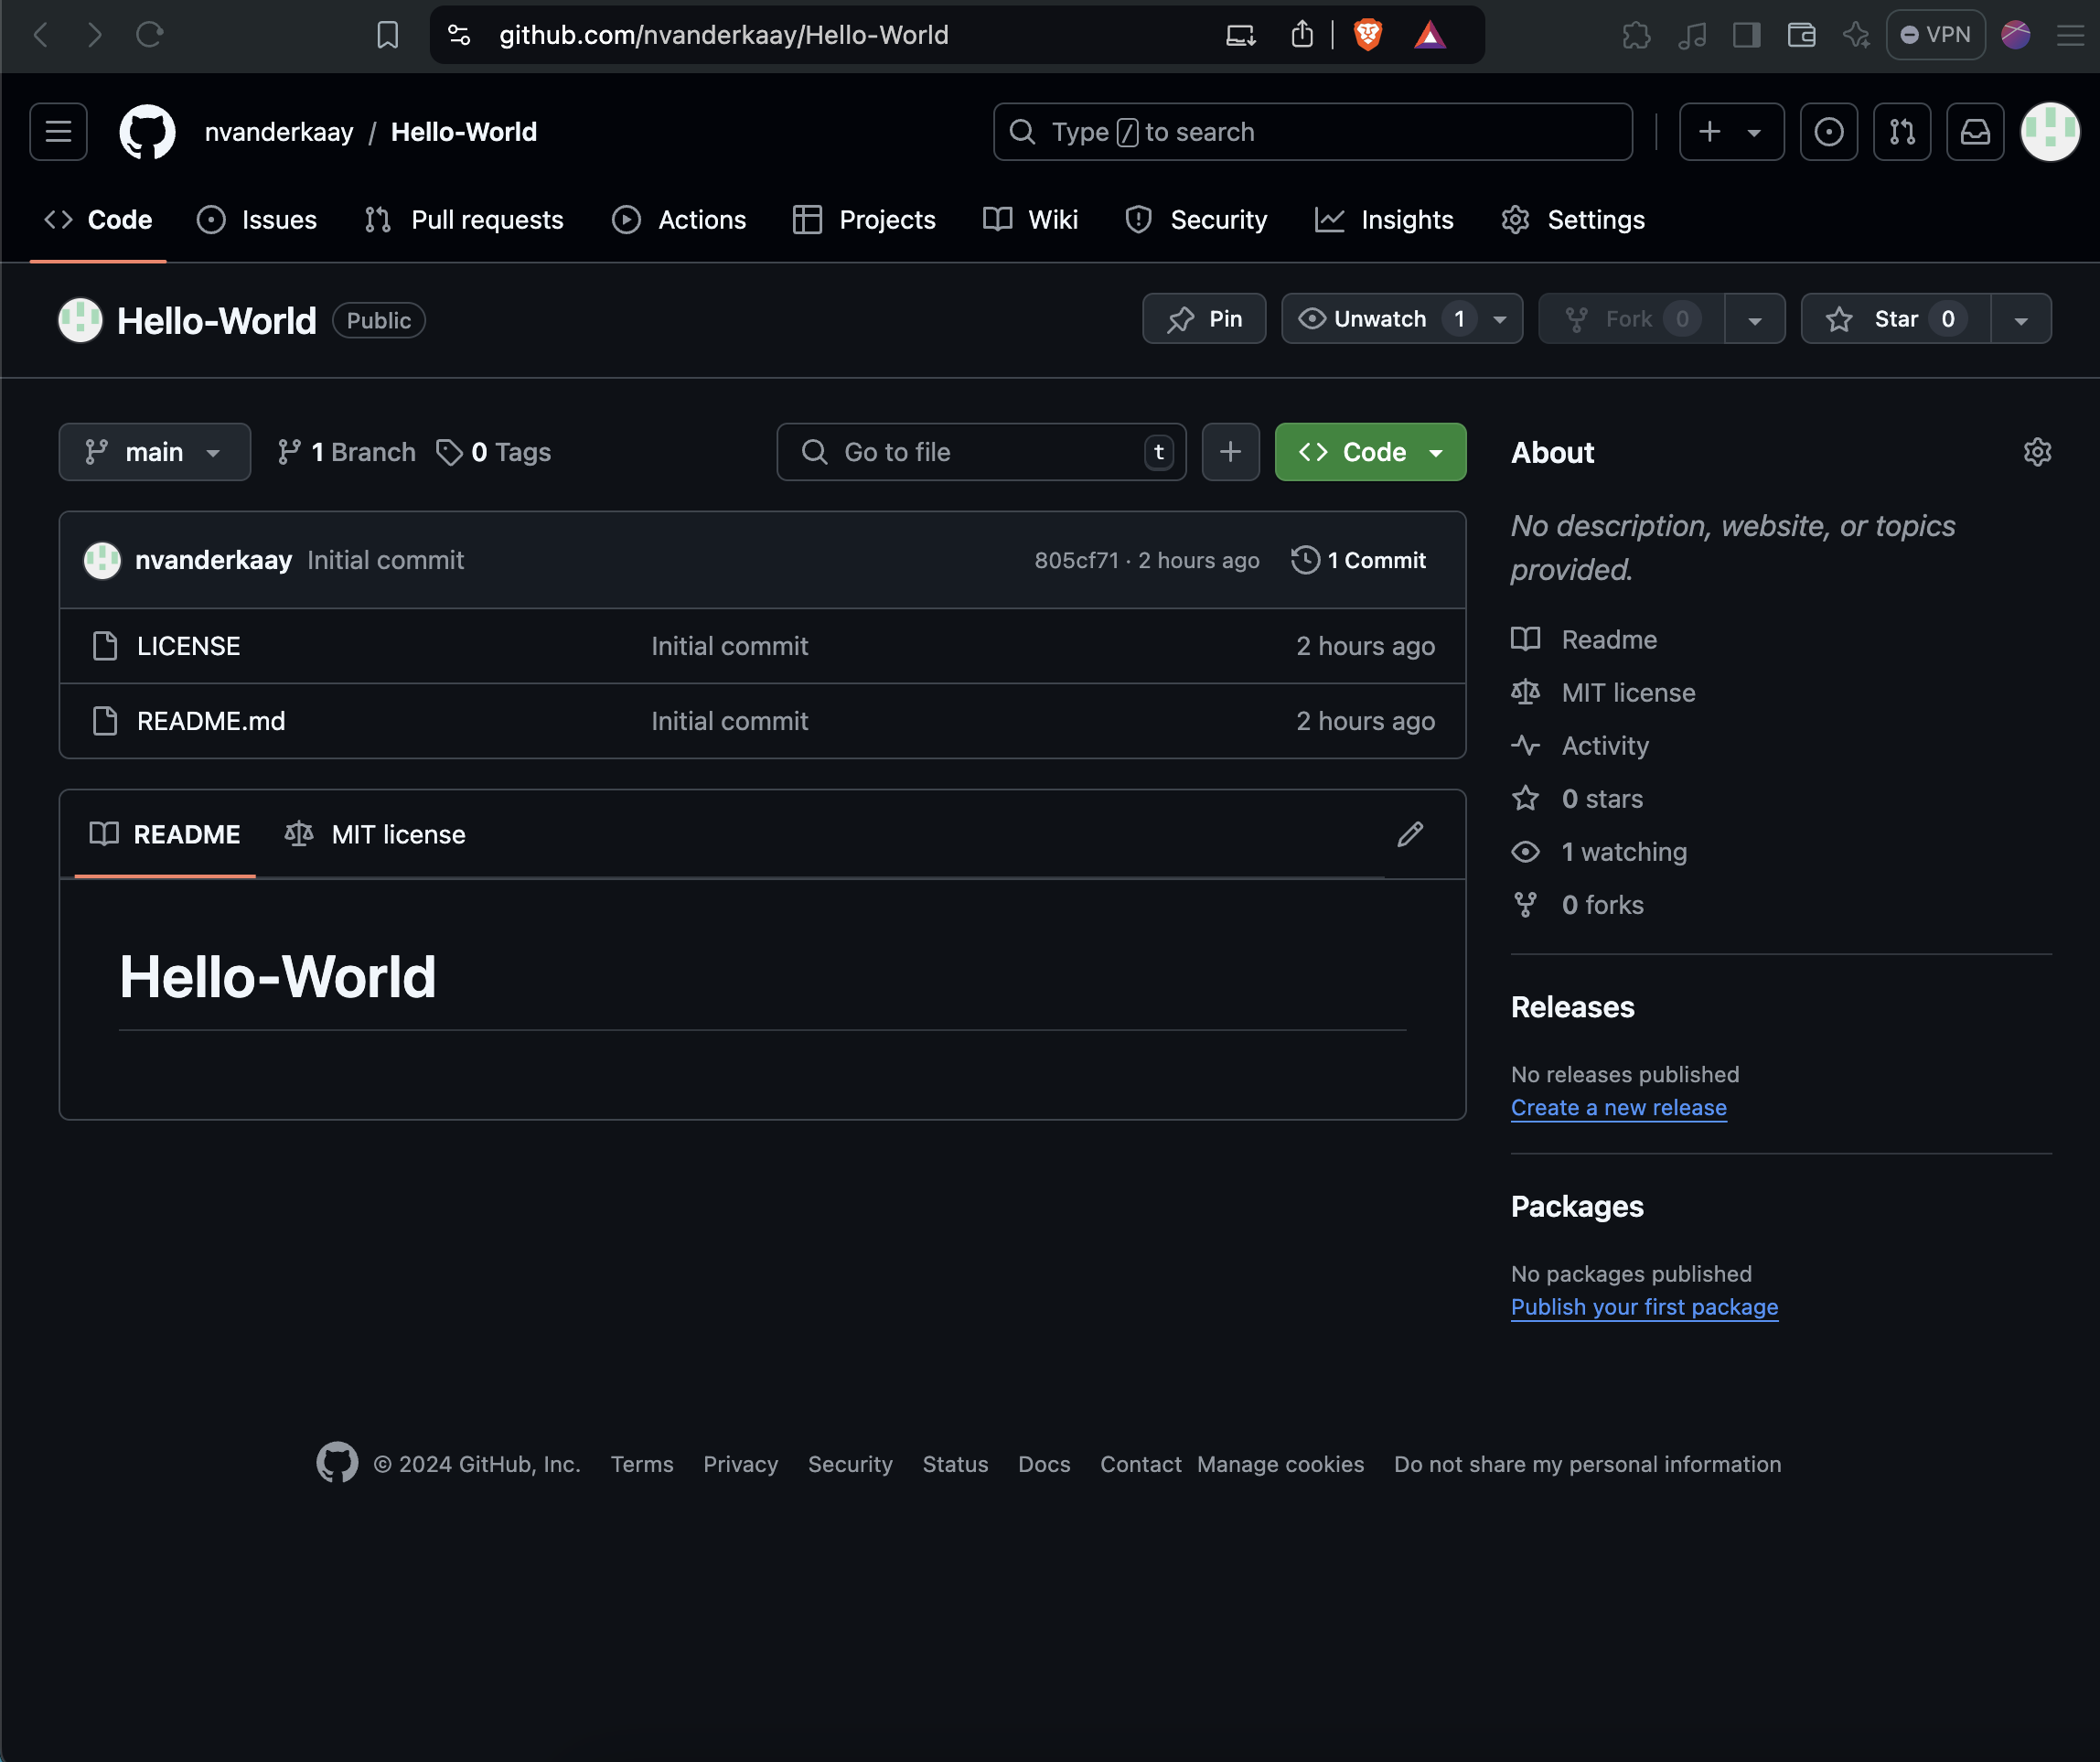 github.com/nvanderkaay/Hello-World
VPN
nvanderkaay / Hello-World
Type / to search
Code Issues Pull requests Actions Projects Wiki Security Insights Settings
Hello-World Public
Pin Unwatch 1 Fork 0 Star 0
main 1 Branch 0 Tags
Go to file t
Code
nvanderkaay Initial commit 805cf71 · 2 hours ago 1 Commit
LICENSE Initial commit 2 hours ago
README.md Initial commit 2 hours ago
README MIT license
Hello-World
About
No description, website, or topics
provided.
Readme
MIT license
Activity
0 stars
1 watching
0 forks
Releases
No releases published
Create a new release
Packages
No packages published
Publish your first package
© 2024 GitHub, Inc. Terms Privacy Security Status Docs Contact Manage cookies Do not share my personal information